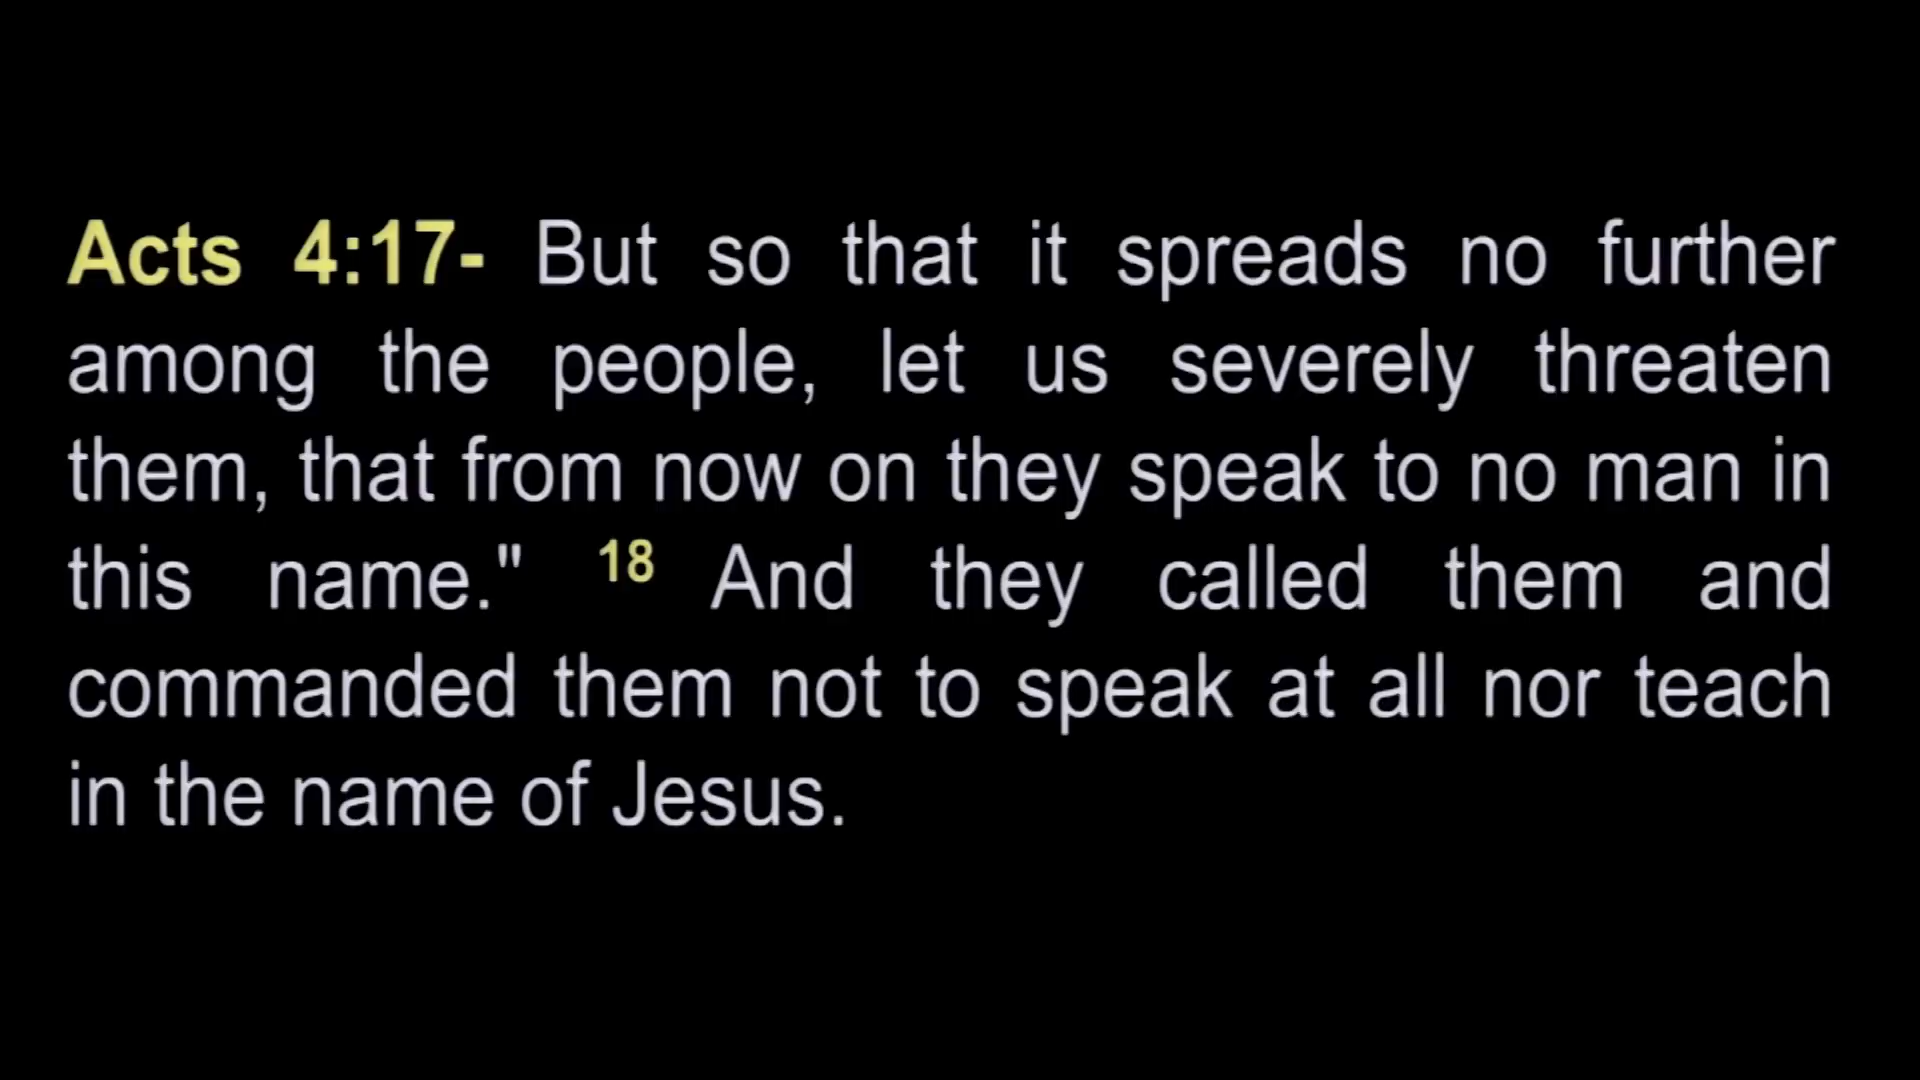 Acts 4:17- But so that it spreads no further
among the people, let us severely threaten
them, that from now on they speak to no man in
this name." 18 And they called them and
commanded them not to speak at all nor teach
in the name of Jesus.